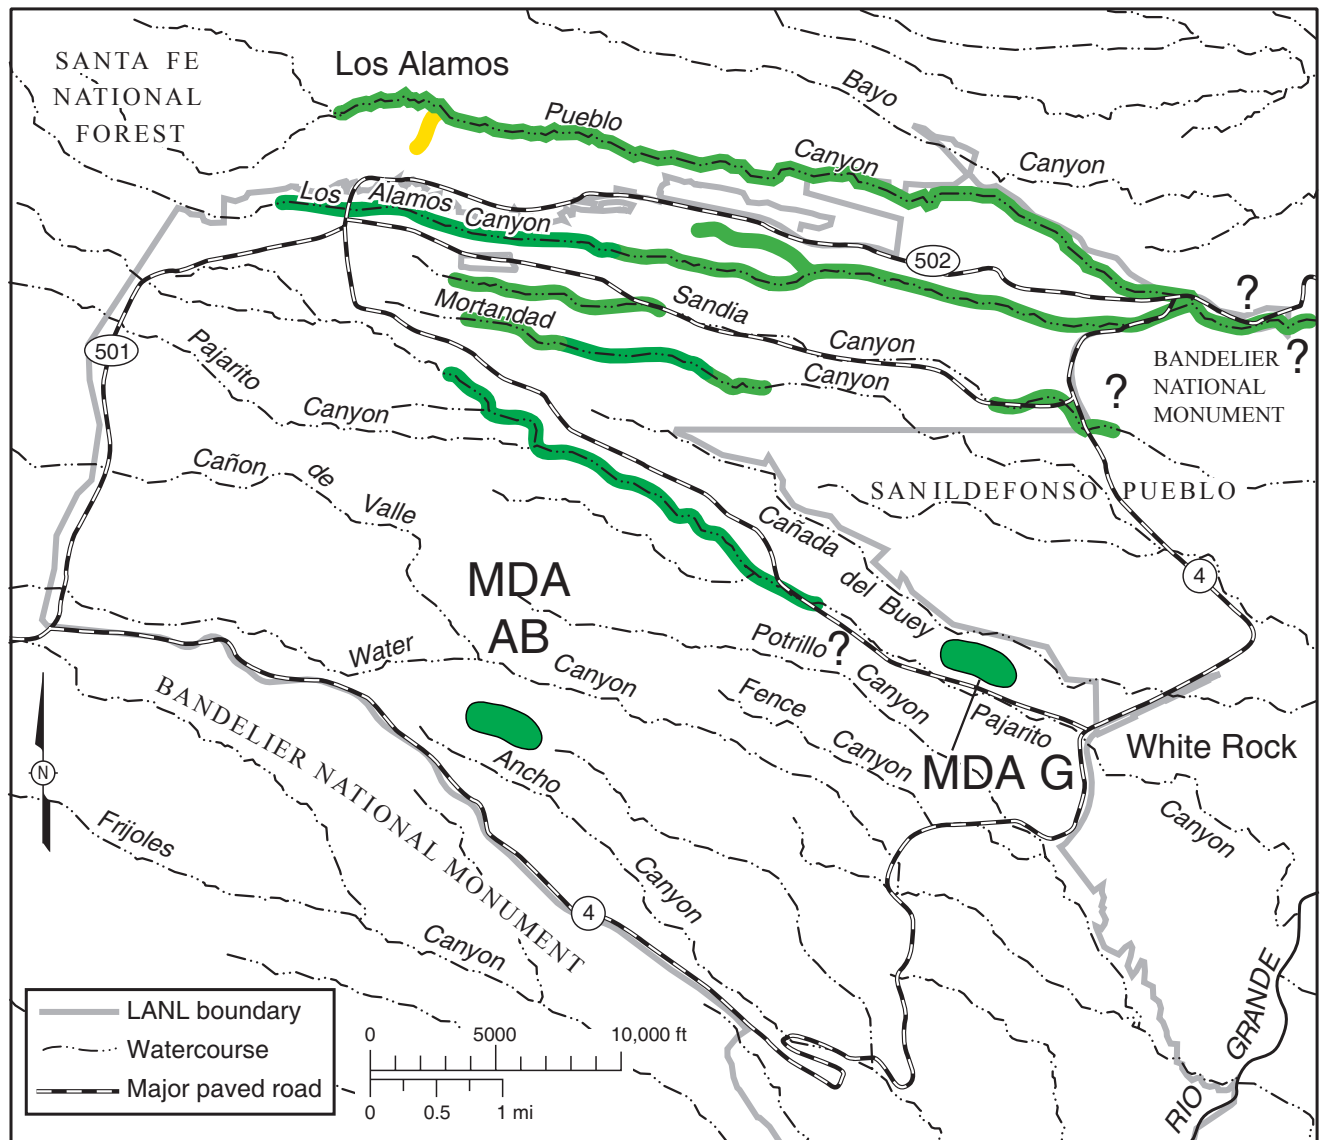 SANTA FE
NATIONAL
FOREST
Los Alamos
Bayo
Canyon
Pueblo
Canyon
Los Alamos
Canyon
502
?
Sandia
Canyon
Mortandad
Canyon
501
Pajarito
Canyon
?
?
BANDELIER
NATIONAL
MONUMENT
Cañon de Valle
SAN ILDEFONSO PUEBLO
Cañada del Buey
4
MDA
AB
Water
Canyon
Potrillo
?
Canyon
Fence
Canyon
Pajarito
MDA G
White Rock
Canyon
BANDELIER NATIONAL MONUMENT
Ancho
Canyon
N
Frijoles
Canyon
4
RIO GRANDE
LANL boundary
Watercourse
Major paved road
0 5000 10,000 ft
0 0.5 1 mi